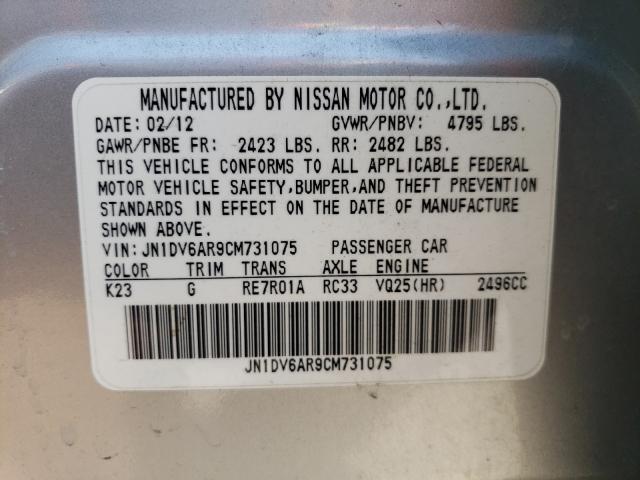 MANUFACTURED BY NISSAN MOTOR CO.,LTD.
DATE: 02/12 GVWR/PNBV: 4795 LBS.
GAWR/PNBE FR: 2423 LBS. RR: 2482 LBS.
THIS VEHICLE CONFORMS TO ALL APPLICABLE FEDERAL
MOTOR VEHICLE SAFETY,BUMPER,AND THEFT PREVENTION
STANDARDS IN EFFECT ON THE DATE OF MANUFACTURE
SHOWN ABOVE.
VIN:JN1DV6AR9CM731075 PASSENGER CAR
COLOR TRIM TRANS AXLE ENGINE
K23 G RE7R01A RC33 VQ25(HR) 2496CC
JN1DV6AR9CM731075